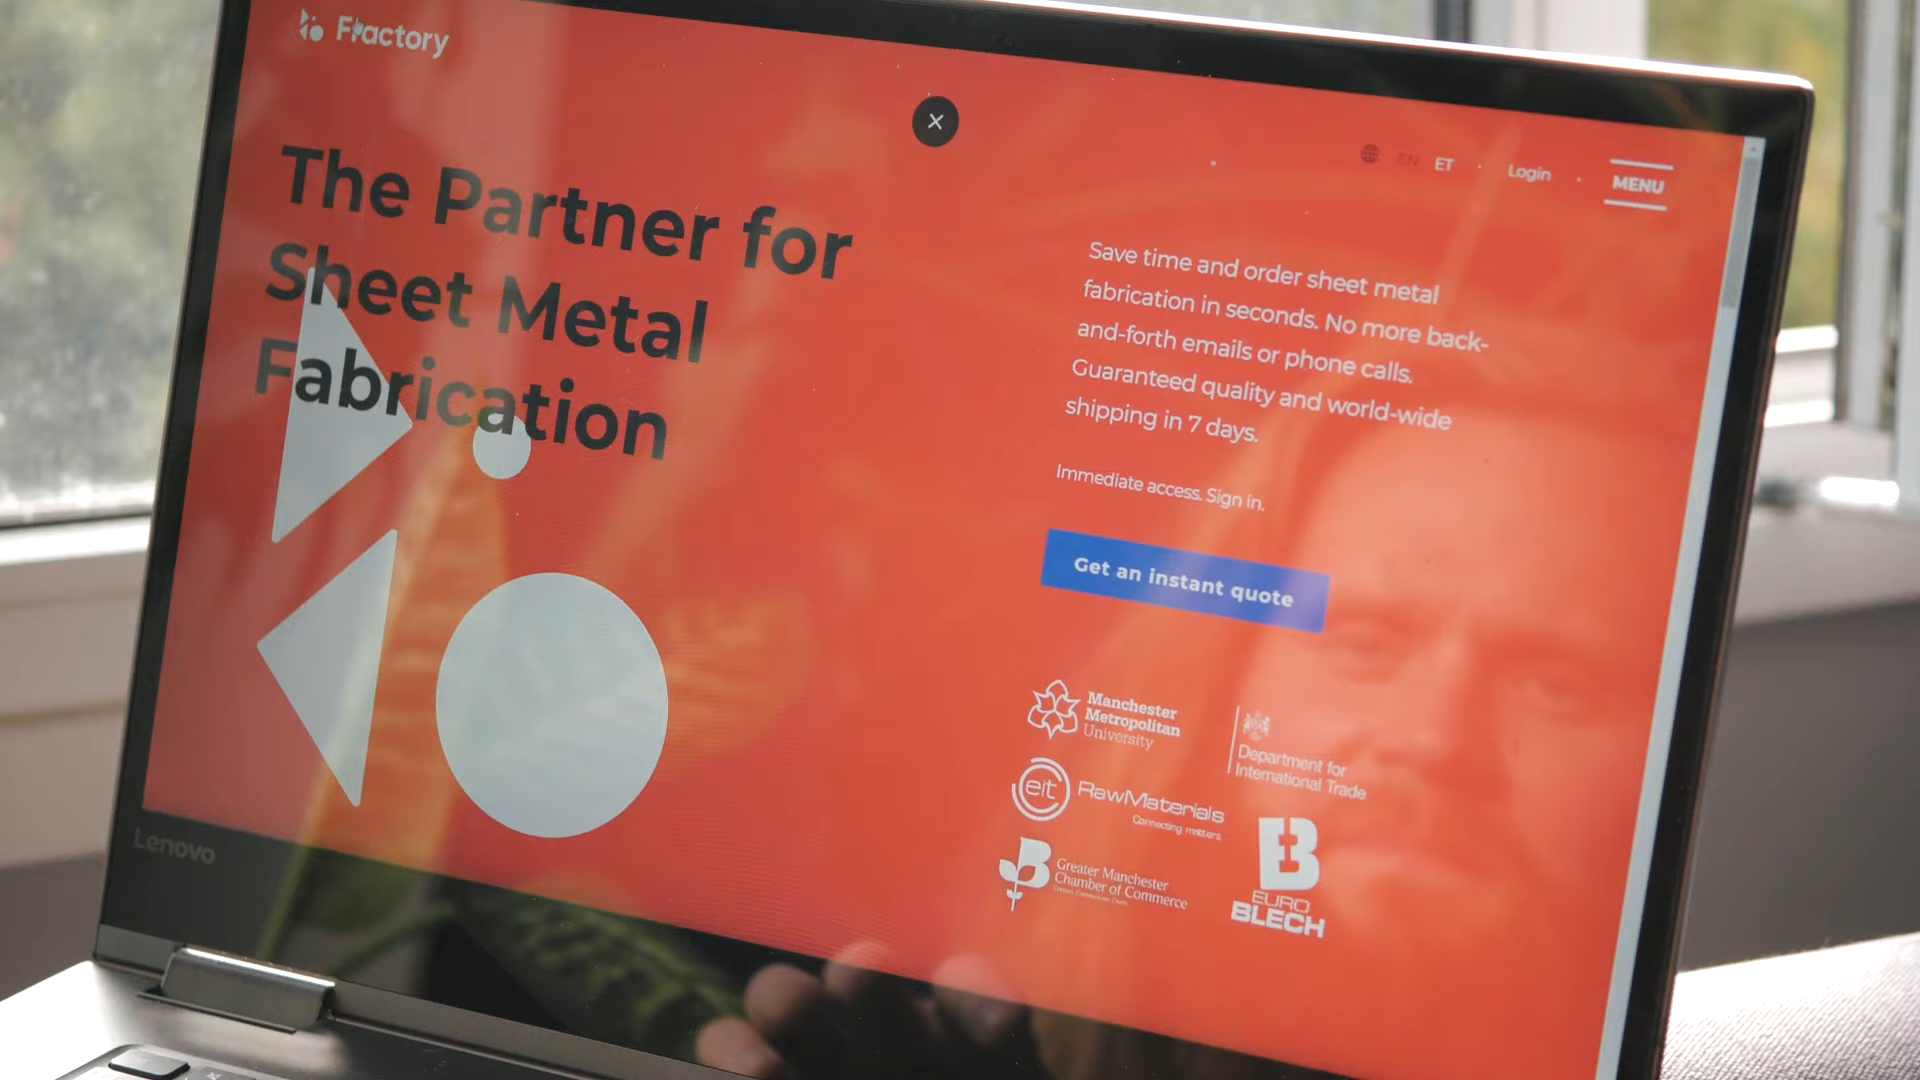 Fractory
EN ET · Login · MENU
The Partner for
Sheet Metal
Fabrication
Save time and order sheet metal
fabrication in seconds. No more back-
and-forth emails or phone calls.
Guaranteed quality and world-wide
shipping in 7 days.
Immediate access. Sign in.
Get an instant quote
Manchester
Metropolitan
University
Department for
International Trade
eit RawMaterials
Connecting matters
Greater Manchester
Chamber of Commerce
B
EURO
BLECH
Lenovo